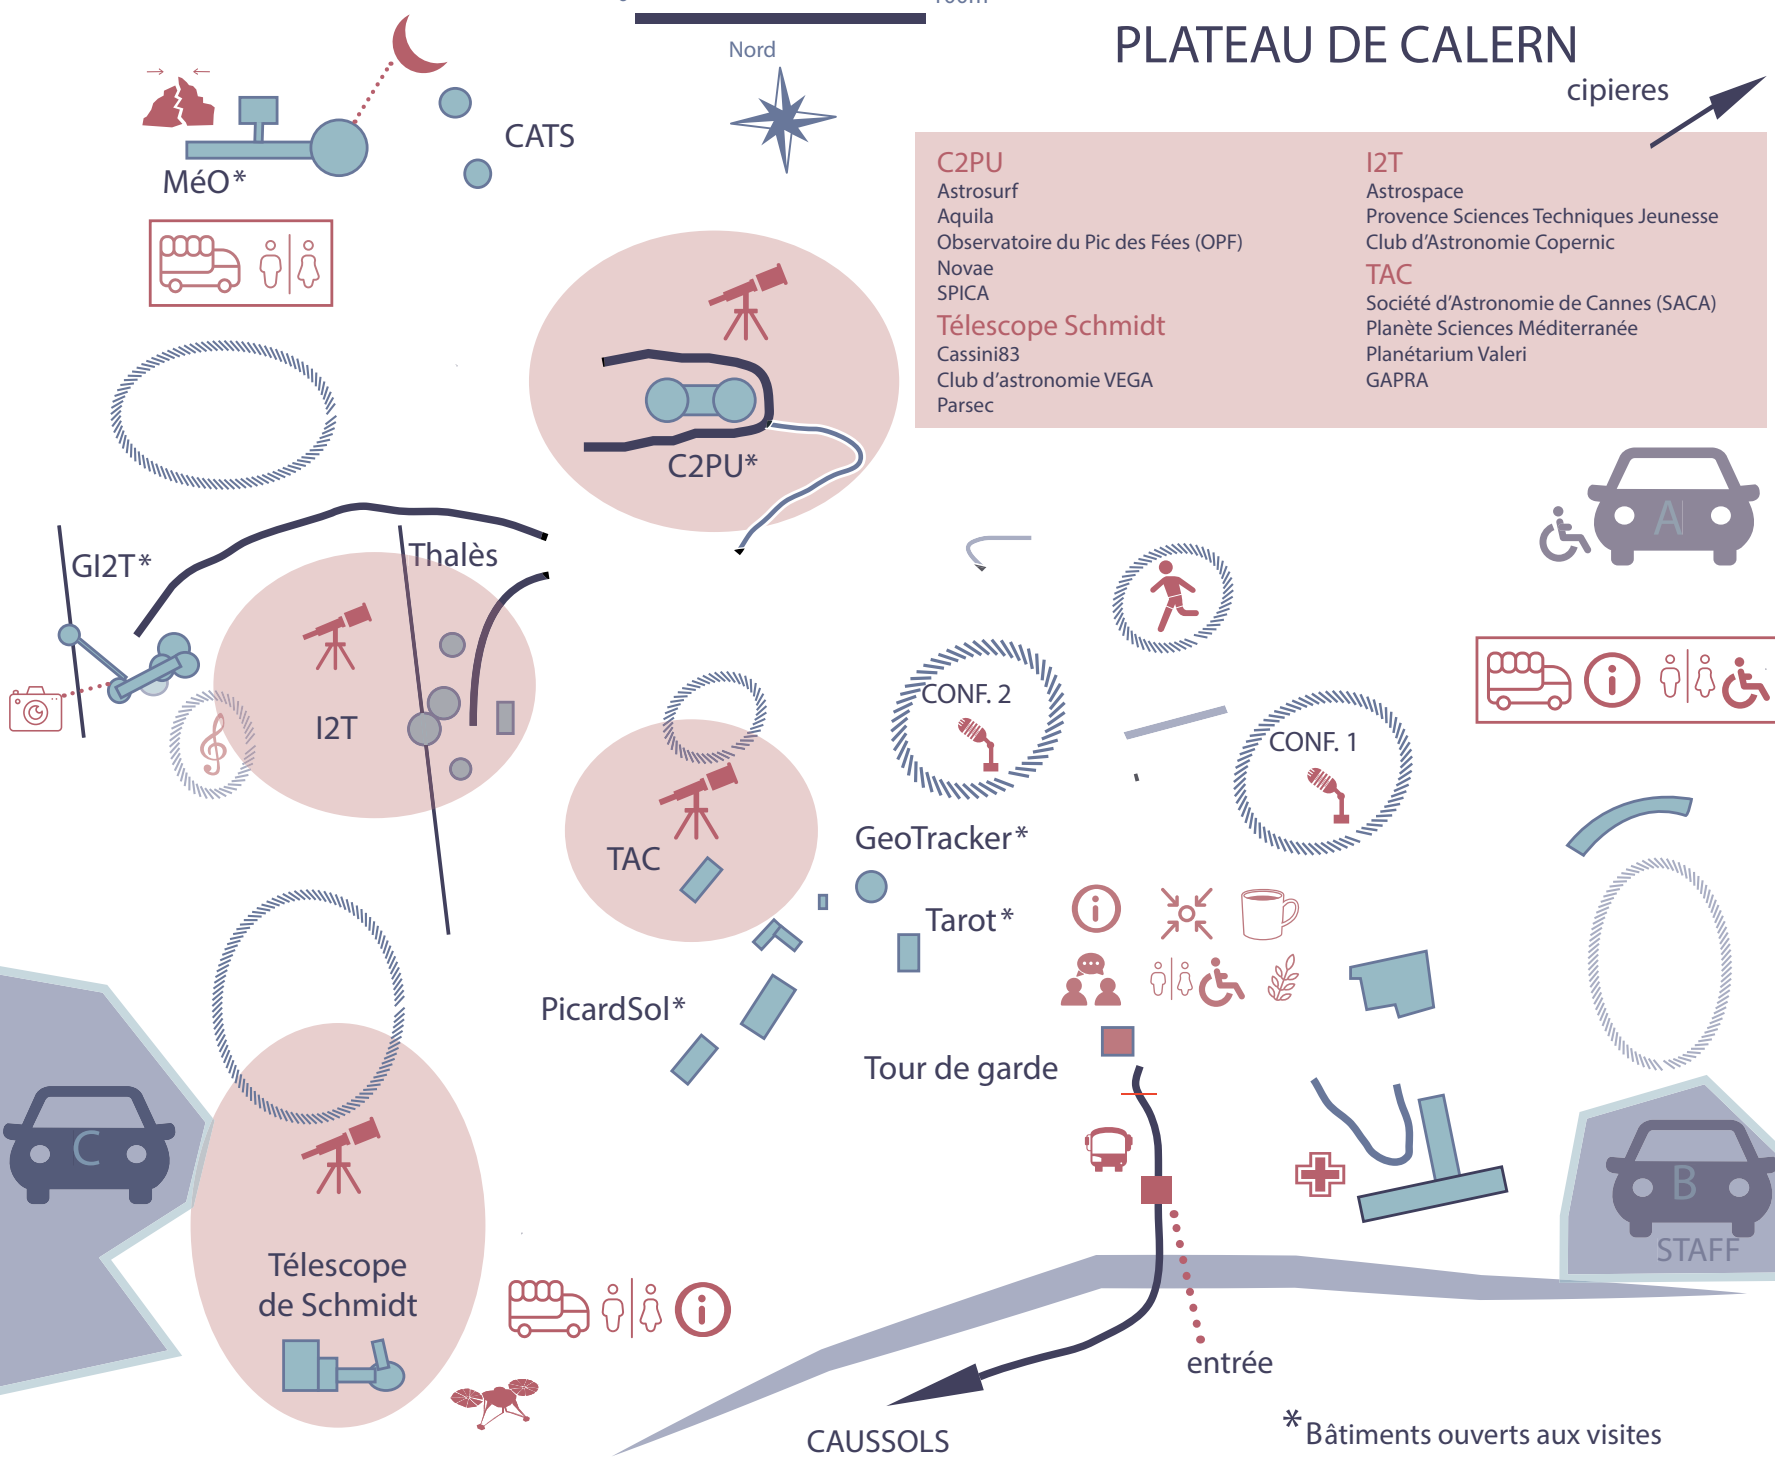 Nord
PLATEAU DE CALERN
cipieres
CATS
MéO*
C2PU
Astrosurf
Aquila
Observatoire du Pic des Fées (OPF)
Novae
SPICA
Télescope Schmidt
Cassini83
Club d'astronomie VEGA
Parsec
I2T
Astrospace
Provence Sciences Techniques Jeunesse
Club d'Astronomie Copernic
TAC
Société d'Astronomie de Cannes (SACA)
Planète Sciences Méditerranée
Planétarium Valeri
GAPRA
C2PU*
A
GI2T*
Thalès
I2T
CONF. 2
CONF. 1
TAC
GeoTracker*
Tarot*
PicardSol*
Tour de garde
C
B
STAFF
Télescope
de Schmidt
entrée
CAUSSOLS
*Bâtiments ouverts aux visites